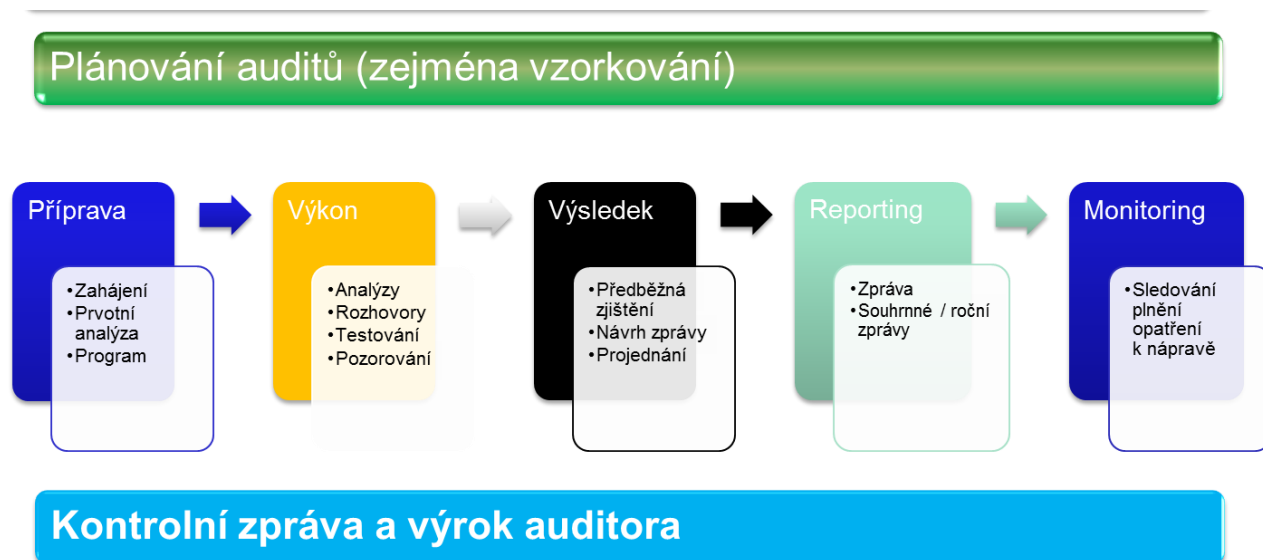 Plánování auditů (zejména vzorkování)
Příprava
•Zahájení
•Prvotní
analýza
•Program
Výkon
•Analýzy
•Rozhovory
•Testování
•Pozorování
Výsledek
•Předběžná
zjištění
•Návrh zprávy
•Projednání
Reporting
•Zpráva
•Souhrnné / roční
zprávy
Monitoring
•Sledování
plnění
opatření
k nápravě
Kontrolní zpráva a výrok auditora